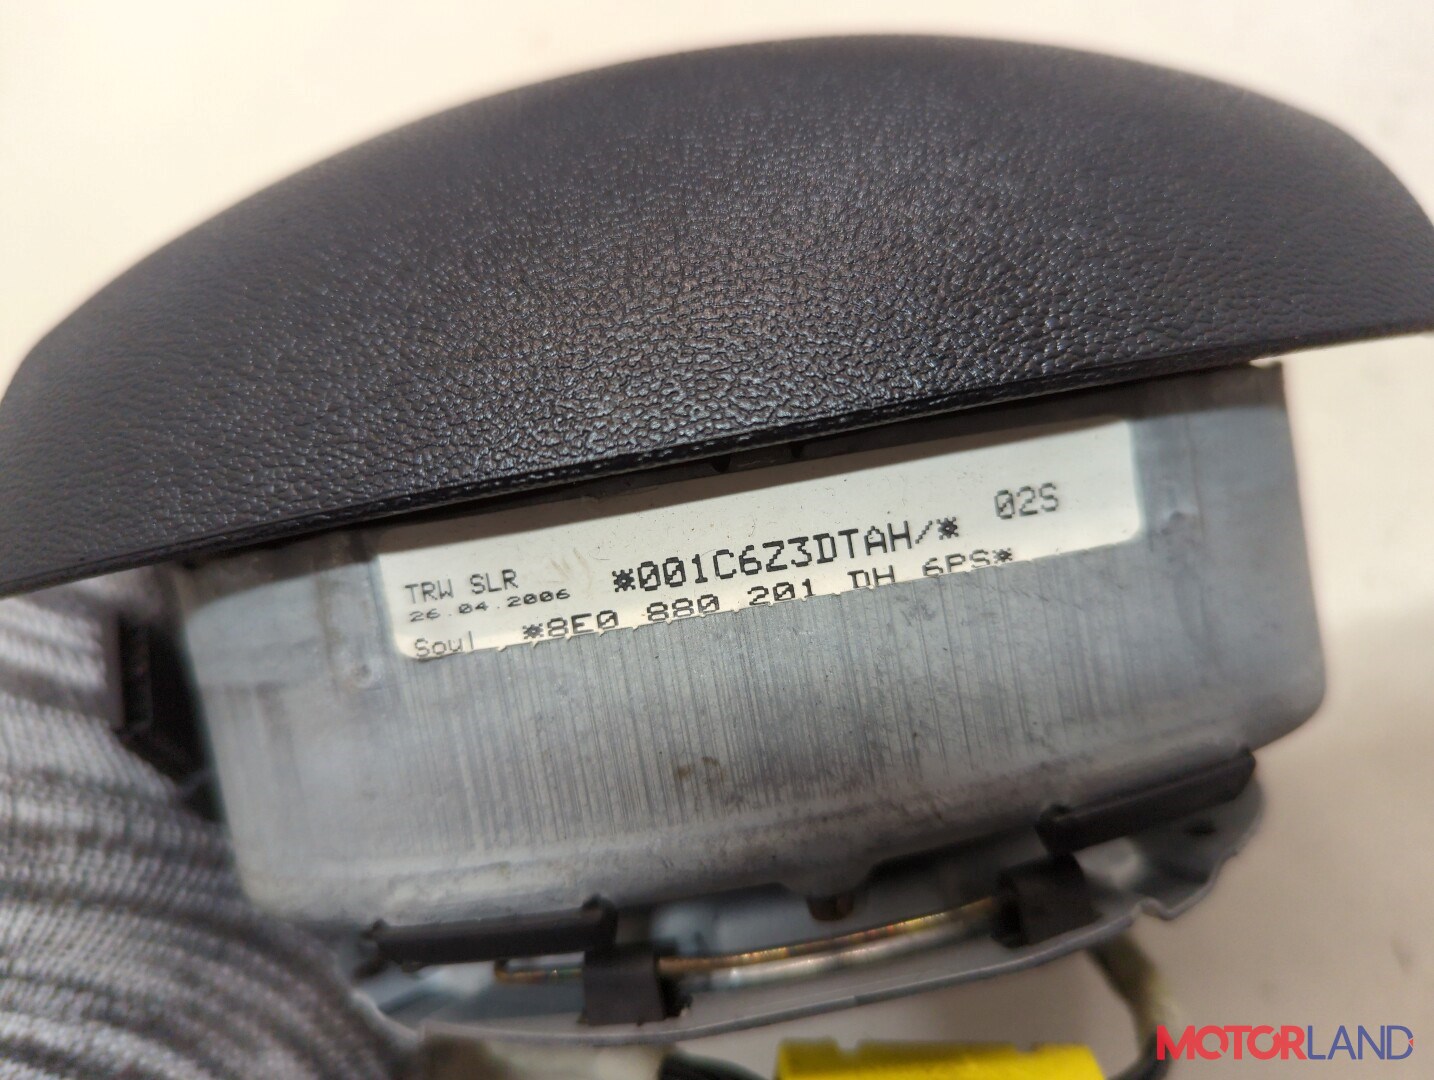 TRW SLR *001C6Z3DTAH/* 02S
26.04.2006
Soul *8E0 880 201 DH 6PS*
MOTORLAND